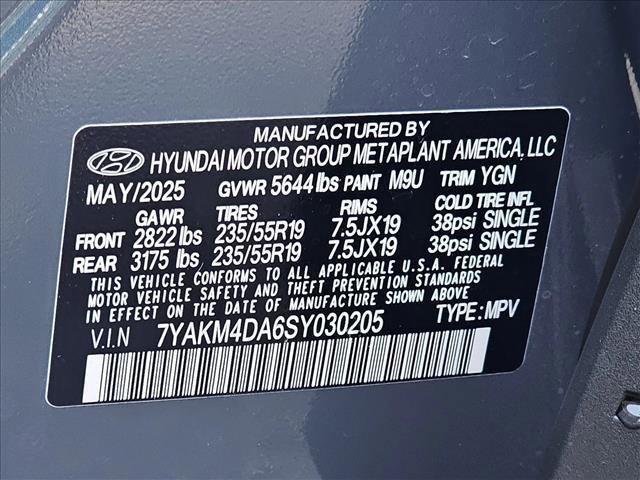 MANUFACTURED BY
HYUNDAI MOTOR GROUP METAPLANT AMERICA, LLC
MAY/2025 GVWR 5644 lbs PAINT M9U TRIM YGN
GAWR TIRES RIMS COLD TIRE INFL
FRONT 2822 lbs 235/55R19 7.5JX19 38psi SINGLE
REAR 3175 lbs 235/55R19 7.5JX19 38psi SINGLE
THIS VEHICLE CONFORMS TO ALL APPLICABLE U.S.A. FEDERAL
MOTOR VEHICLE SAFETY AND THEFT PREVENTION STANDARDS
IN EFFECT ON THE DATE OF MANUFACTURE SHOWN ABOVE
V.I.N 7YAKM4DA6SY030205 TYPE: MPV